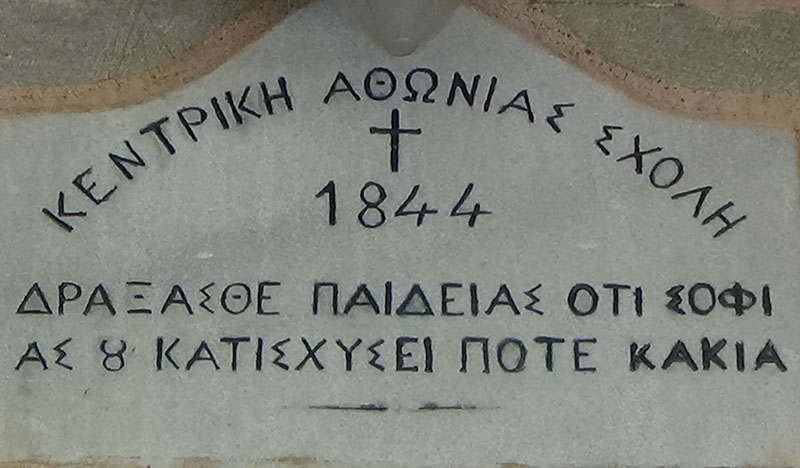 ΚΕΝΤΡΙΚΗ ΑΘΩΝΙΑΣ ΣΧΟΛΗ
1844
ΔΡΑΞΑΣΘΕ ΠΑΙΔΕΙΑΣ ΟΤΙ ΣΟΦΙ
ΑΣ Ȣ ΚΑΤΙΣΧΥΣΕΙ ΠΟΤΕ ΚΑΚΙΑ